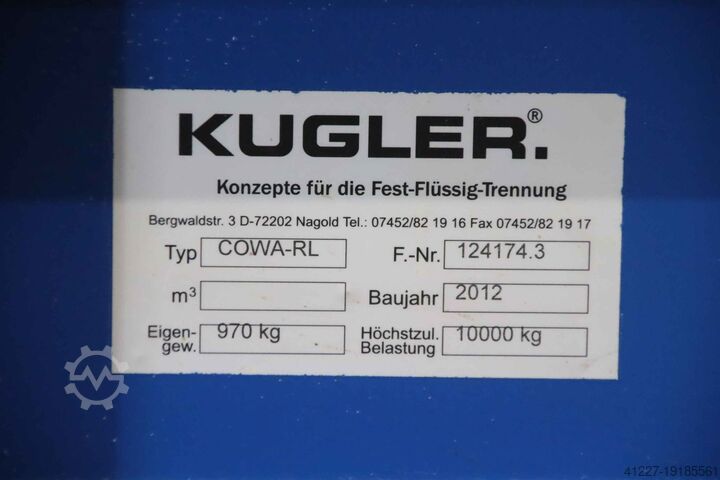 KUGLER.®
Konzepte für die Fest-Flüssig-Trennung
Bergwaldstr. 3 D-72202 Nagold Tel.: 07452/82 19 16 Fax 07452/82 19 17
Typ COWA-RL F.-Nr. 124174.3
m³ Baujahr 2012
Eigen- 970 kg Höchstzul. 10000 kg
gew. Belastung
41227-19185561